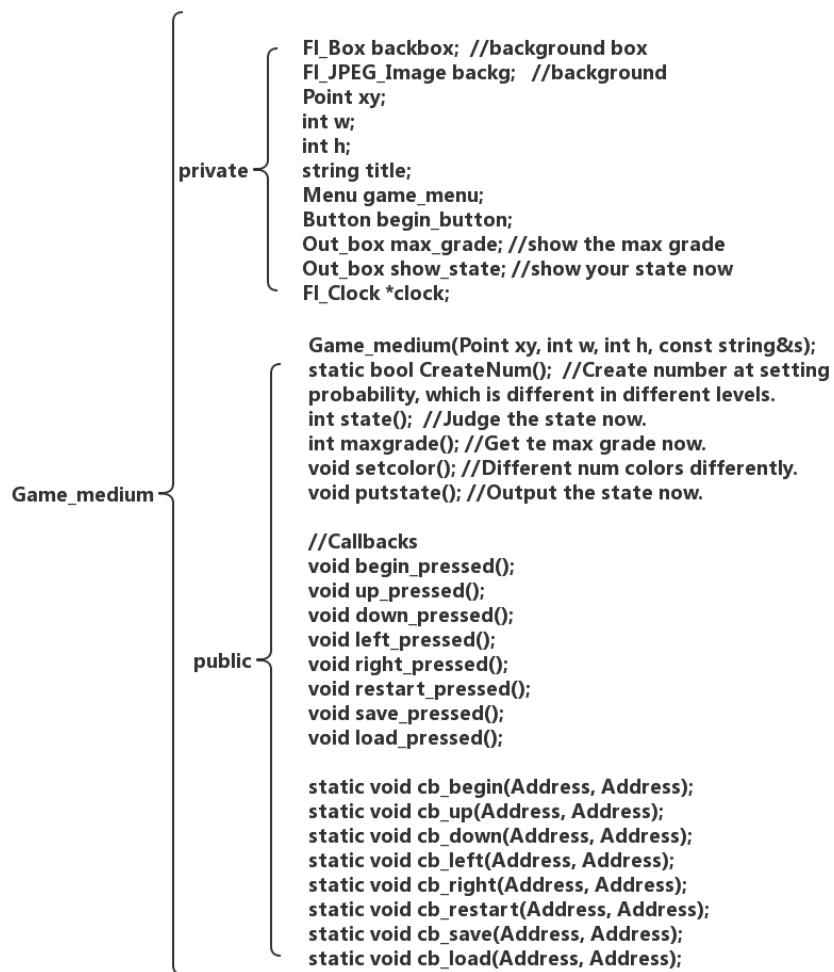 Fl_Box backbox;  //background box
Fl_JPEG_Image backg;   //background
Point xy;
int w;
int h;
private
string title;
Menu game_menu;
Button begin_button;
Out_box max_grade; //show the max grade
Out_box show_state; //show your state now
Fl_Clock *clock;
Game_medium(Point xy, int w, int h, const string&s);
static bool CreateNum();  //Create number at setting
probability, which is different in different levels.
int state();  //Judge the state now.
int maxgrade(); //Get te max grade now.
void setcolor(); //Different num colors differently.
Game_medium
void putstate(); //Output the state now.
//Callbacks
void begin_pressed();
void up_pressed();
void down_pressed();
void left_pressed();
public
void right_pressed();
void restart_pressed();
void save_pressed();
void load_pressed();
static void cb_begin(Address, Address);
static void cb_up(Address, Address);
static void cb_down(Address, Address);
static void cb_left(Address, Address);
static void cb_right(Address, Address);
static void cb_restart(Address, Address);
static void cb_save(Address, Address);
static void cb_load(Address, Address);